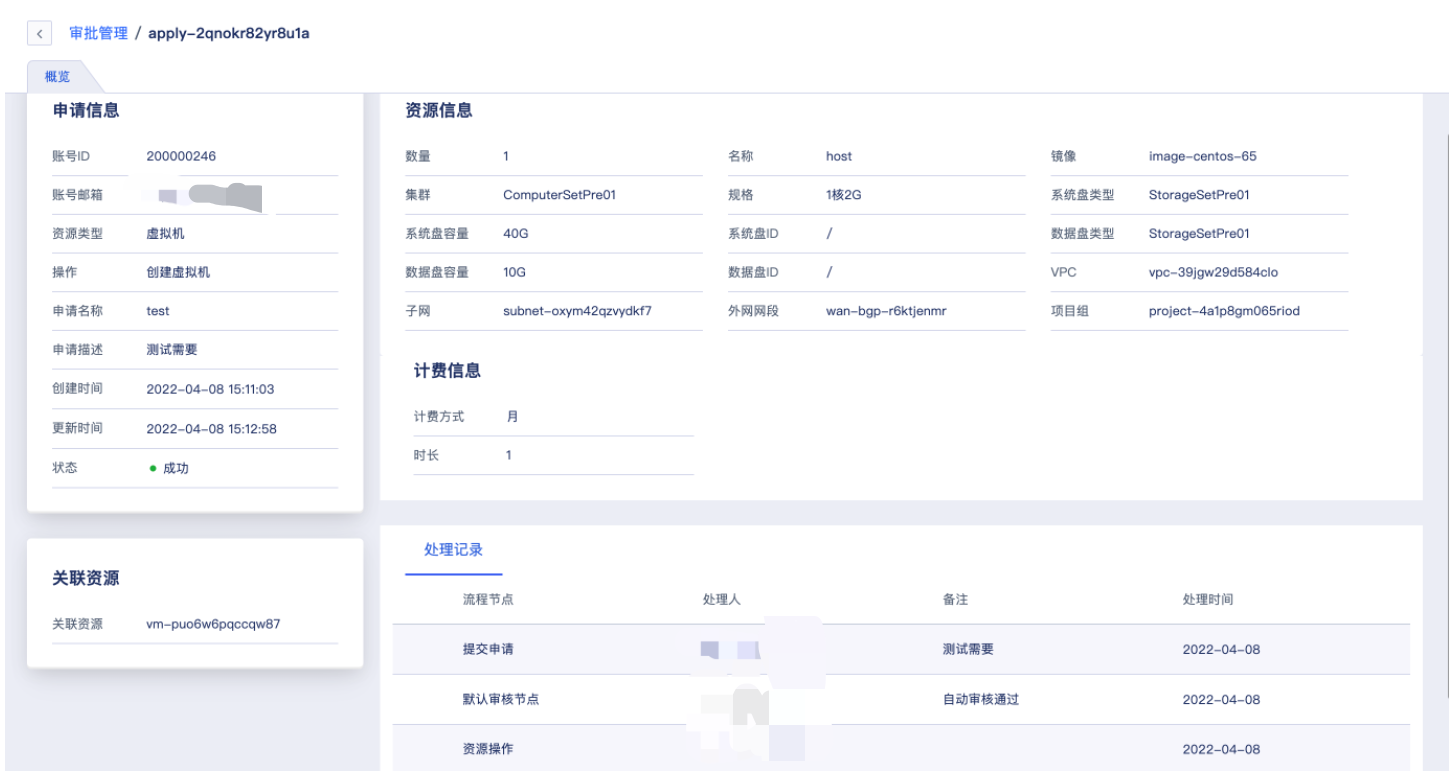 < 审批管理 / apply-2qnokr82yr8u1a
概览
申请信息
账号ID 200000246
账号邮箱
资源类型 虚拟机
操作 创建虚拟机
申请名称 test
申请描述 测试需要
创建时间 2022-04-08 15:11:03
更新时间 2022-04-08 15:12:58
状态 成功
关联资源
关联资源 vm-puo6w6pqccqw87
资源信息
数量 1 名称 host 镜像 image-centos-65
集群 ComputerSetPre01 规格 1核2G 系统盘类型 StorageSetPre01
系统盘容量 40G 系统盘ID / 数据盘类型 StorageSetPre01
数据盘容量 10G 数据盘ID / VPC vpc-39jgw29d584clo
子网 subnet-oxym42qzvydkf7 外网网段 wan-bgp-r6ktjenmr 项目组 project-4a1p8gm065riod
计费信息
计费方式 月
时长 1
处理记录
流程节点 处理人 备注 处理时间
提交申请 测试需要 2022-04-08
默认审核节点 自动审核通过 2022-04-08
资源操作 2022-04-08